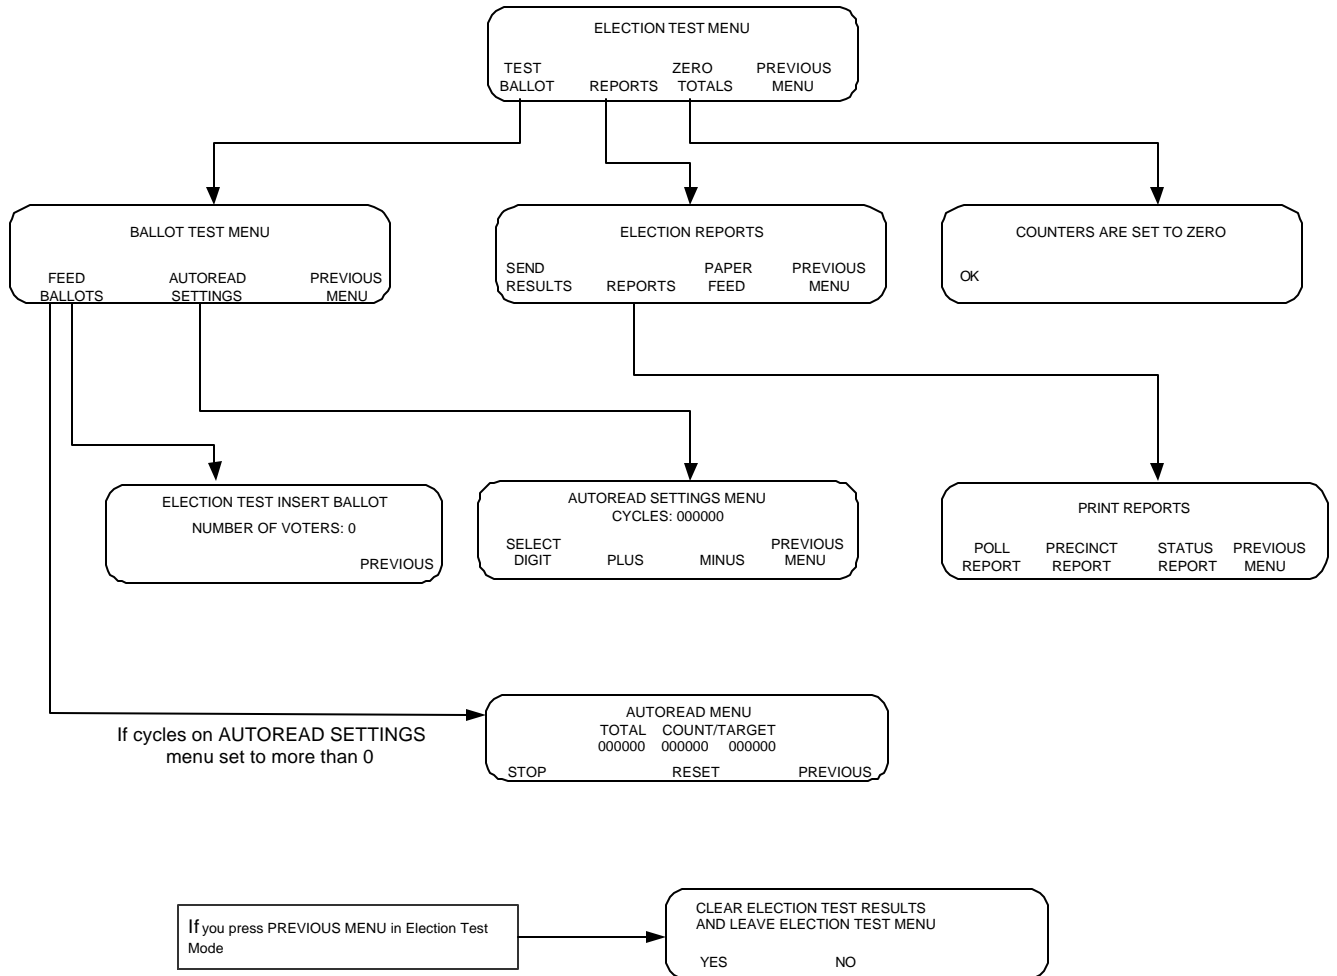 ELECTION TEST MENU
TEST ZERO PREVIOUS
BALLOT REPORTS TOTALS MENU
BALLOT TEST MENU
FEED AUTOREAD PREVIOUS
BALLOTS SETTINGS MENU
ELECTION REPORTS
SEND PAPER PREVIOUS
RESULTS REPORTS FEED MENU
COUNTERS ARE SET TO ZERO
OK
ELECTION TEST INSERT BALLOT
NUMBER OF VOTERS: 0
PREVIOUS
AUTOREAD SETTINGS MENU
CYCLES: 000000
SELECT PREVIOUS
DIGIT PLUS MINUS MENU
PRINT REPORTS
POLL PRECINCT STATUS PREVIOUS
REPORT REPORT REPORT MENU
If cycles on AUTOREAD SETTINGS
menu set to more than 0
AUTOREAD MENU
TOTAL COUNT/TARGET
000000 000000 000000
STOP RESET PREVIOUS
If you press PREVIOUS MENU in Election Test
Mode
CLEAR ELECTION TEST RESULTS
AND LEAVE ELECTION TEST MENU
YES NO